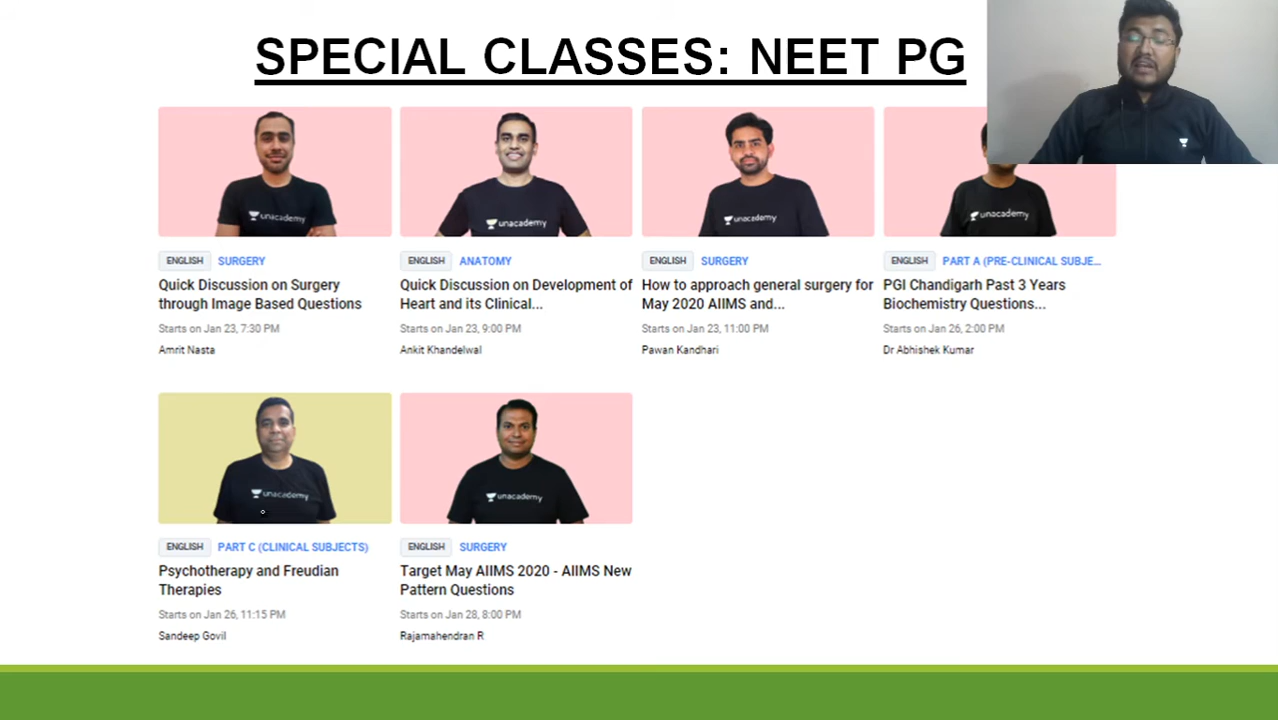 SPECIAL CLASSES: NEET PG
unacademy
unacademy
unacademy
unacademy
ENGLISH SURGERY
Quick Discussion on Surgery
through Image Based Questions
Starts on Jan 23, 7:30 PM
Amrit Nasta
ENGLISH ANATOMY
Quick Discussion on Development of
Heart and its Clinical...
Starts on Jan 23, 9:00 PM
Ankit Khandelwal
ENGLISH SURGERY
How to approach general surgery for
May 2020 AIIMS and...
Starts on Jan 23, 11:00 PM
Pawan Kandhari
ENGLISH PART A (PRE-CLINICAL SUBJE...
PGI Chandigarh Past 3 Years
Biochemistry Questions...
Starts on Jan 26, 2:00 PM
Dr Abhishek Kumar
unacademy
unacademy
ENGLISH PART C (CLINICAL SUBJECTS)
Psychotherapy and Freudian
Therapies
Starts on Jan 26, 11:15 PM
Sandeep Govil
ENGLISH SURGERY
Target May AIIMS 2020 - AIIMS New
Pattern Questions
Starts on Jan 28, 8:00 PM
Rajamahendran R